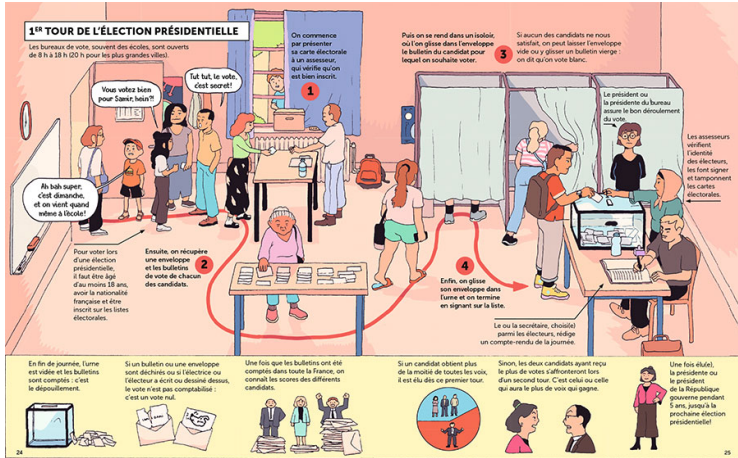 1ER TOUR DE L'ÉLECTION PRÉSIDENTIELLE
Les bureaux de vote, souvent des écoles, sont ouverts
de 8 h à 18 h (20 h pour les plus grandes villes).
Vous votez bien
pour Samir, hein?!
Tut tut, le vote,
c'est secret!
Ah bah super,
c'est dimanche,
et on vient quand
même à l'école!
On commence
par présenter
sa carte électorale
à un assesseur,
qui vérifie qu'on
est bien inscrit.
1
Pour voter lors
d'une élection
présidentielle,
il faut être âgé
d'au moins 18 ans,
avoir la nationalité
française et être
inscrit sur les listes
électorales.
Ensuite, on récupère
une enveloppe
et les bulletins
de vote de chacun
des candidats.
2
Puis on se rend dans un isoloir,
où l'on glisse dans l'enveloppe
le bulletin du candidat pour
lequel on souhaite voter.
3
Si aucun des candidats ne nous
satisfait, on peut laisser l'enveloppe
vide ou y glisser un bulletin vierge :
on dit qu'on vote blanc.
Le président ou
la présidente du bureau
assure le bon déroulement
du vote.
Les assesseurs
vérifient
l'identité
des électeurs,
les font signer
et tamponnent
les cartes
électorales.
4
Enfin, on glisse
son enveloppe dans
l'urne et on termine
en signant sur la liste.
Le ou la secrétaire, choisi(e)
parmi les électeurs, rédige
un compte-rendu de la journée.
En fin de journée, l'urne
est vidée et les bulletins
sont comptés : c'est
le dépouillement.
Si un bulletin ou une enveloppe
sont déchirés ou si l'électrice ou
l'électeur a écrit ou dessiné dessus,
le vote n'est pas comptabilisé :
c'est un vote nul.
Une fois que les bulletins ont été
comptés dans toute la France, on
connaît les scores des différents
candidats.
Si un candidat obtient plus
de la moitié de toutes les voix,
il est élu dès ce premier tour.
Sinon, les deux candidats ayant reçu
le plus de votes s'affronteront lors
d'un second tour. C'est celui ou celle
qui aura le plus de voix qui gagne.
Une fois élu(e),
la présidente ou
le président
de la République
gouverne pendant
5 ans, jusqu'à la
prochaine élection
présidentielle!
24
25